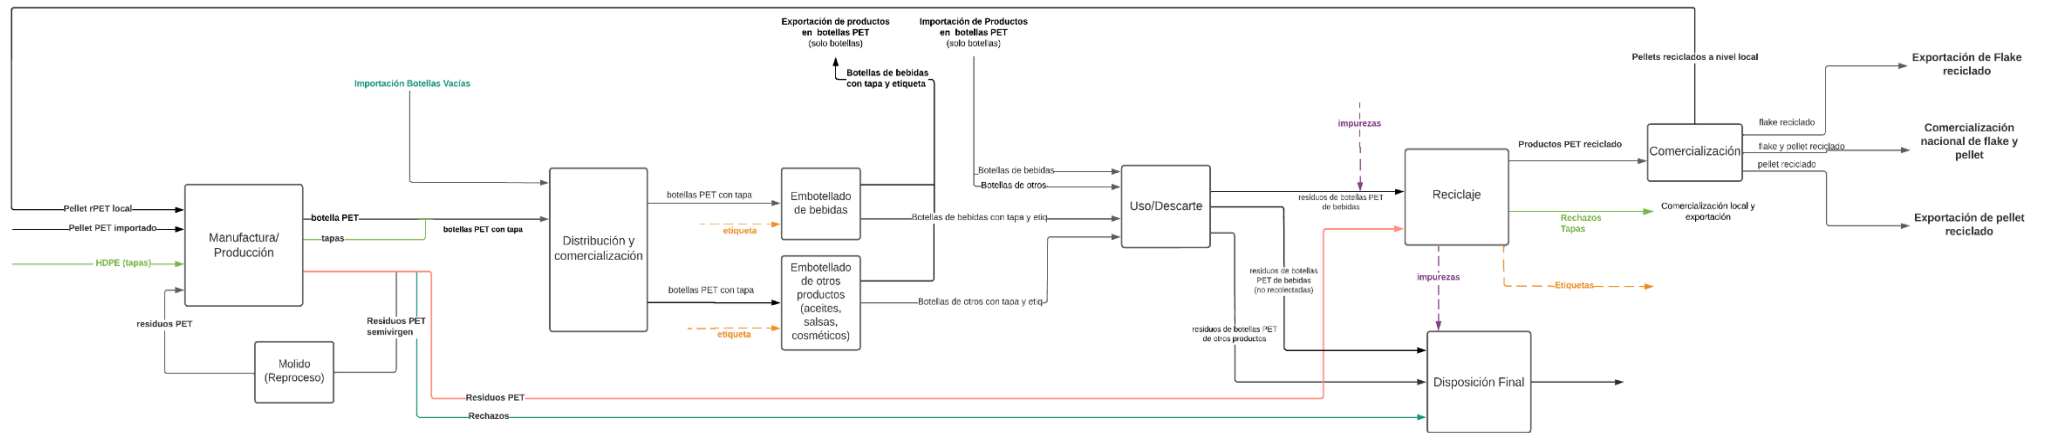 Exportación de productos
en botellas PET
(solo botellas)
Importación de Productos
en botellas PET
(solo botellas)
Botellas de bebidas
con tapa y etiqueta
Importación Botellas Vacías
Pellets reciclados a nivel local
Exportación de Flake
reciclado
impurezas
flake reciclado
Comercialización
nacional de flake y
pellet
Productos PET reciclado
Comercialización
flake y pellet reciclado
pellet reciclado
Botellas de bebidas
Botellas de otros
botellas PET con tapa
Embotellado
de bebidas
etiqueta
Uso/Descarte
residuos de botellas PET
de bebidas
Reciclaje
Rechazos
Tapas
Comercialización local y
exportación
Exportación de pellet
reciclado
Pellet rPET local
Pellet PET importado
HDPE (tapas)
Manufactura/
Producción
botella PET
tapas
botellas PET con tapa
Distribución y
comercialización
Botellas de bebidas con tapa y etiq
Embotellado
de otros
productos
(aceites,
salsas,
cosméticos)
botellas PET con tapa
etiqueta
Botellas de otros con tapa y etiq
residuos de botellas
PET de bebidas
(no recolectadas)
impurezas
Etiquetas
residuos PET
Residuos PET
semivirgen
residuos de botellas PET
de otros productos
Molido
(Reproceso)
Disposición Final
Residuos PET
Rechazos